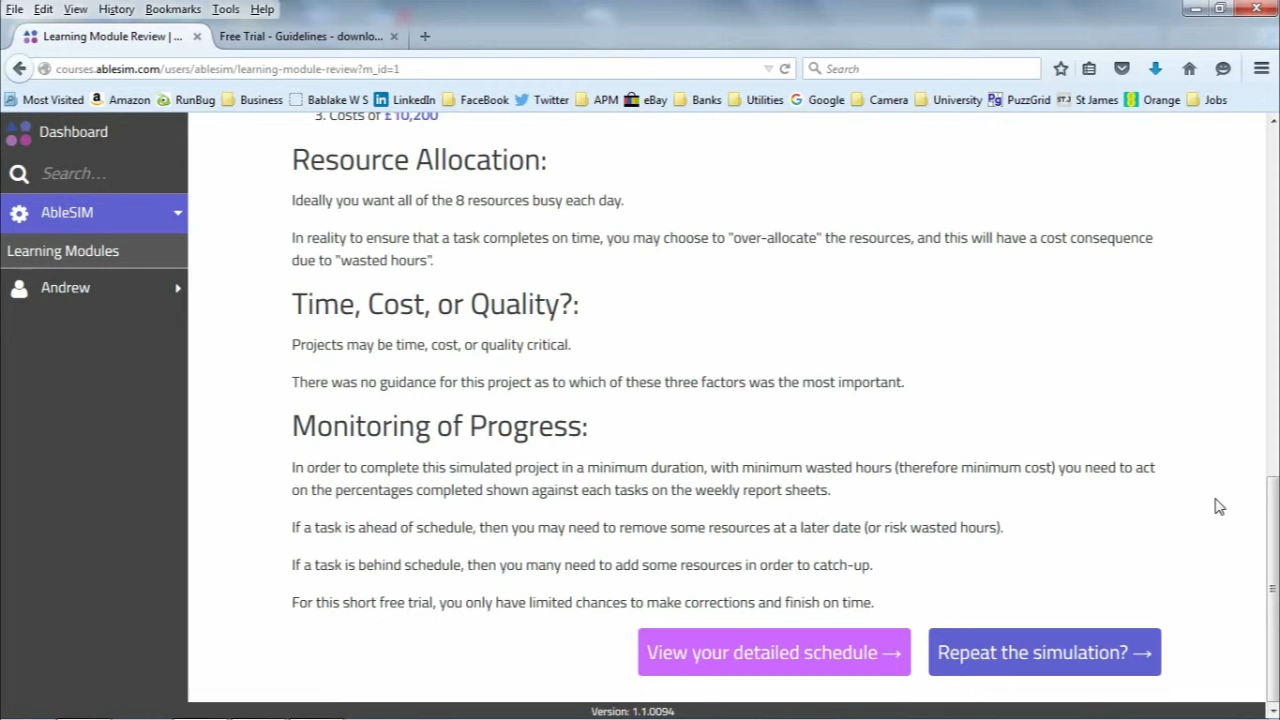 File Edit View History Bookmarks Tools Help
Learning Module Review | ... × Free Trial - Guidelines - downlo... × +
courses.ablesim.com/users/ablesim/learning-module-review?m_id=1 Search
Most Visited Amazon RunBug Business Bablake W S LinkedIn FaceBook Twitter APM eBay Banks Utilities Google Camera University PuzzGrid St James Orange Jobs
Dashboard
Search...
AbleSIM
Learning Modules
Andrew
3. Costs of £10,200
Resource Allocation:
Ideally you want all of the 8 resources busy each day.
In reality to ensure that a task completes on time, you may choose to "over-allocate" the resources, and this will have a cost consequence
due to "wasted hours".
Time, Cost, or Quality?:
Projects may be time, cost, or quality critical.
There was no guidance for this project as to which of these three factors was the most important.
Monitoring of Progress:
In order to complete this simulated project in a minimum duration, with minimum wasted hours (therefore minimum cost) you need to act
on the percentages completed shown against each tasks on the weekly report sheets.
If a task is ahead of schedule, then you may need to remove some resources at a later date (or risk wasted hours).
If a task is behind schedule, then you many need to add some resources in order to catch-up.
For this short free trial, you only have limited chances to make corrections and finish on time.
View your detailed schedule → Repeat the simulation? →
Version: 1.1.0094